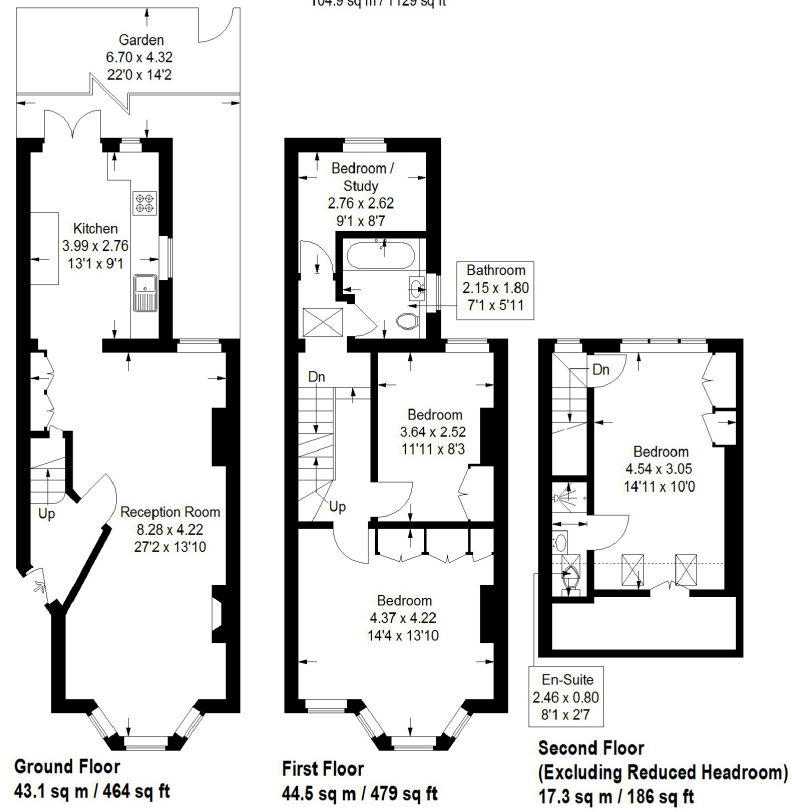 104.9 sq m / 1129 sq ft
Garden
6.70 x 4.32
22'0 x 14'2
Kitchen
3.99 x 2.76
13'1 x 9'1
Up
Reception Room
8.28 x 4.22
27'2 x 13'10
Ground Floor
43.1 sq m / 464 sq ft
Bedroom /
Study
2.76 x 2.62
9'1 x 8'7
Bathroom
2.15 x 1.80
7'1 x 5'11
Dn
Bedroom
3.64 x 2.52
11'11 x 8'3
Up
Bedroom
4.37 x 4.22
14'4 x 13'10
First Floor
44.5 sq m / 479 sq ft
Dn
Bedroom
4.54 x 3.05
14'11 x 10'0
En-Suite
2.46 x 0.80
8'1 x 2'7
Second Floor
(Excluding Reduced Headroom)
17.3 sq m / 186 sq ft